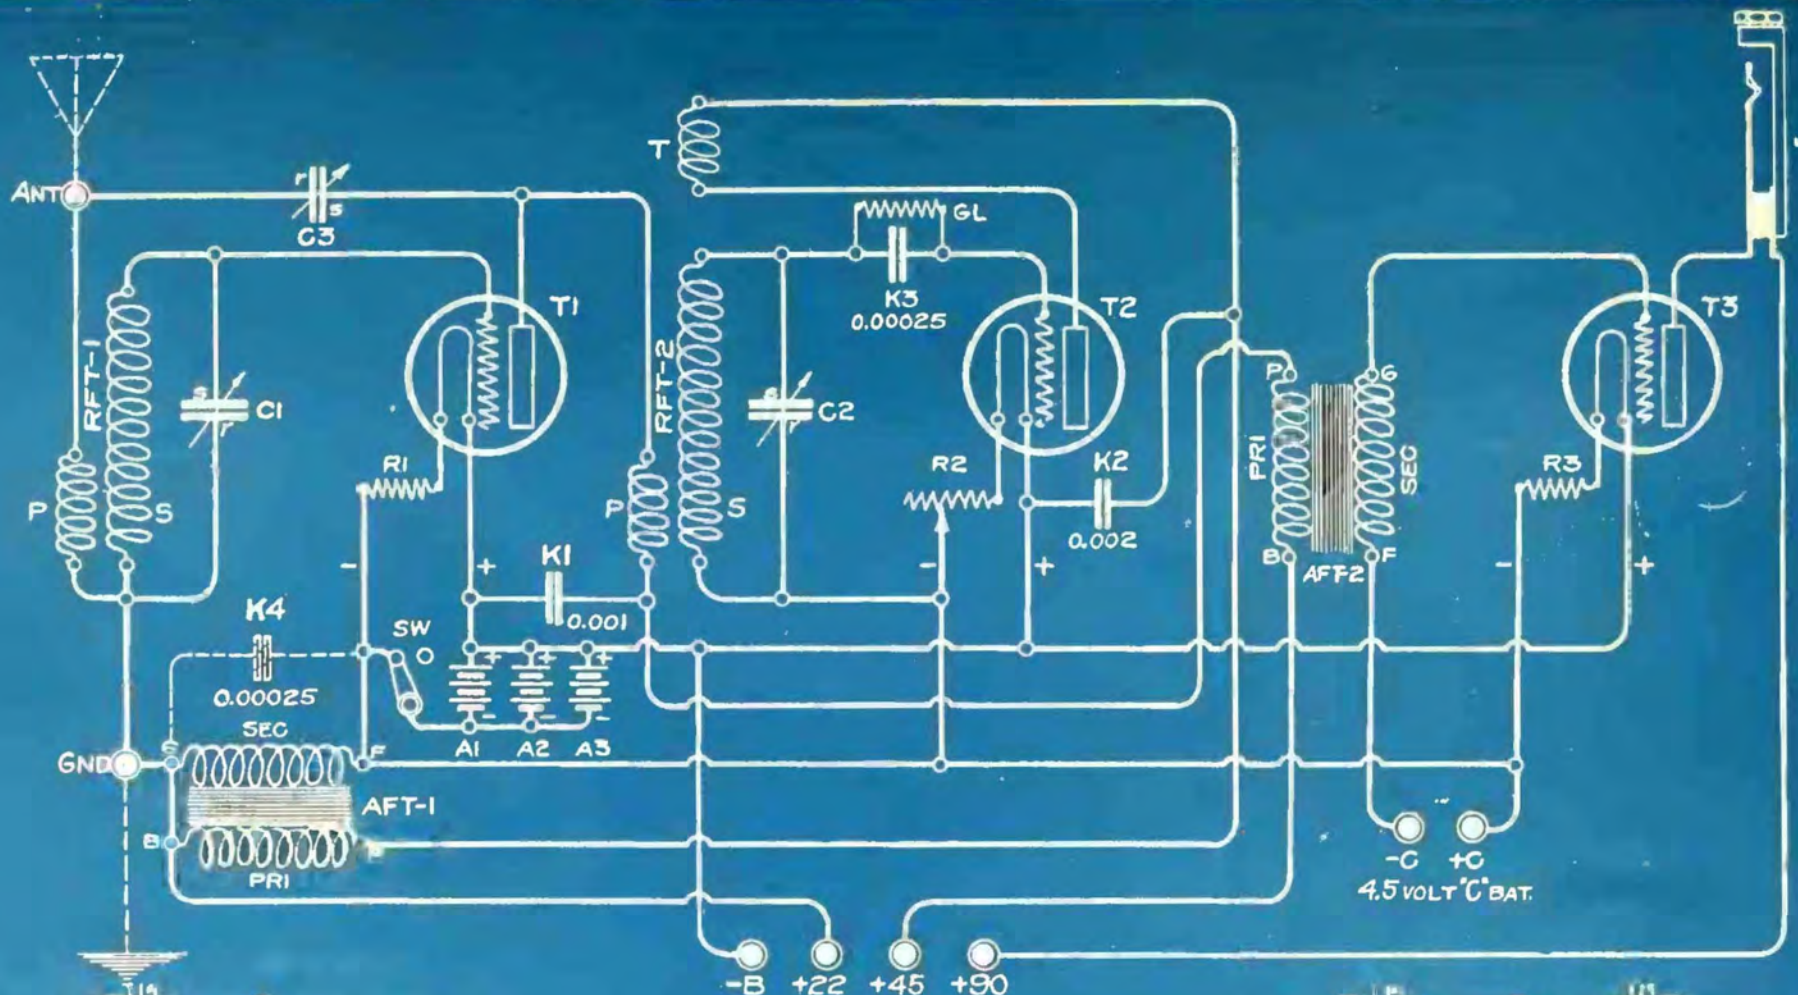 ANT
r
s
C3
T
GL
K3
0.00025
T1
T2
T3
RFT-1
s
r
C1
RFT-2
s
r
C2
P
S
R1
P
S
R2
K2
0.002
P
G
PRI
SEC
B
F
AFT-2
R3
-
+
-
+
-
+
K1
0.001
K4
0.00025
SW
+
+
+
-
-
-
A1
A2
A3
SEC
GND
S
F
AFT-1
B
PRI
-C
+C
4.5 VOLT "C" BAT.
-B
+22
+45
+90